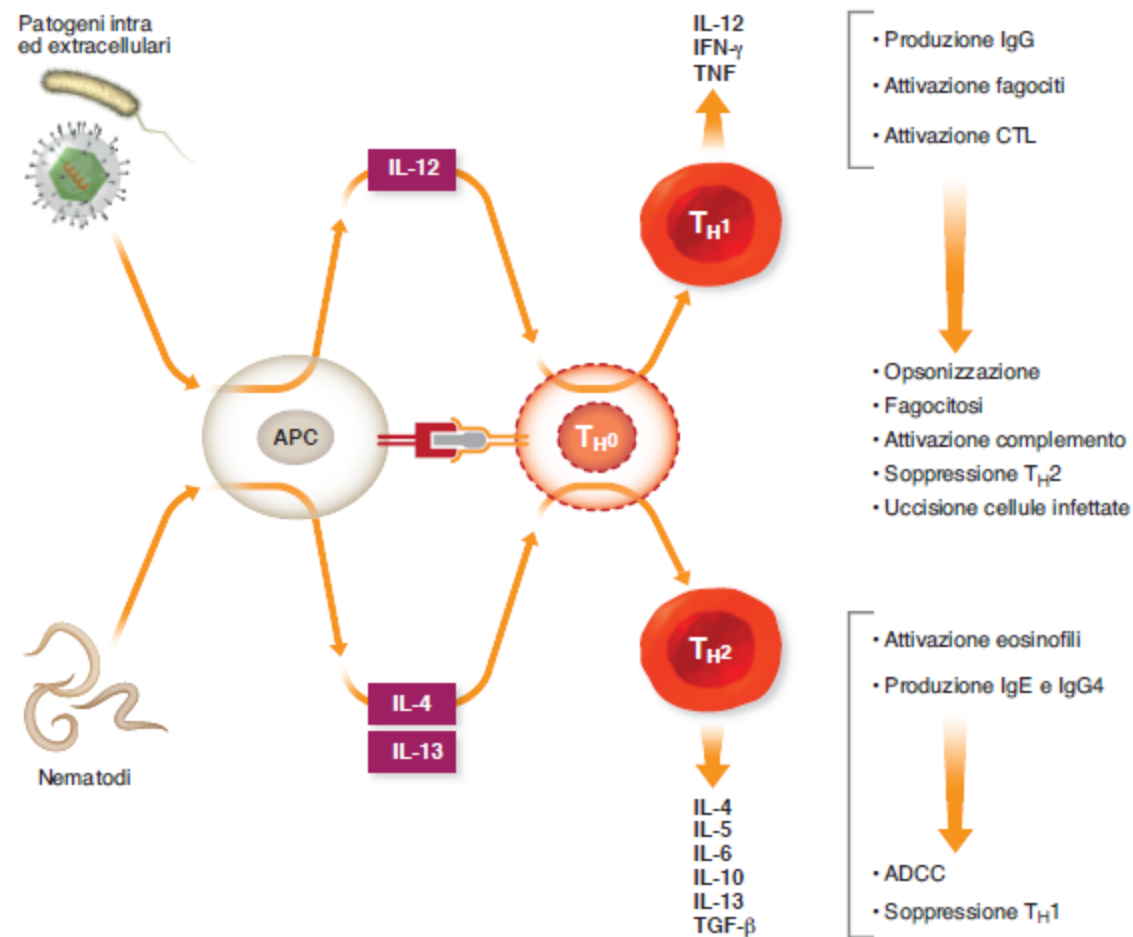 Patogeni intra
ed extracellulari
IL-12
IFN-γ
TNF
• Produzione IgG
• Attivazione fagociti
• Attivazione CTL
IL-12
TH1
APC
TH0
• Opsonizzazione
• Fagocitosi
• Attivazione complemento
• Soppressione TH2
• Uccisione cellule infettate
IL-4
IL-13
Nematodi
TH2
IL-4
IL-5
IL-6
IL-10
IL-13
TGF-β
• Attivazione eosinofili
• Produzione IgE e IgG4
• ADCC
• Soppressione TH1